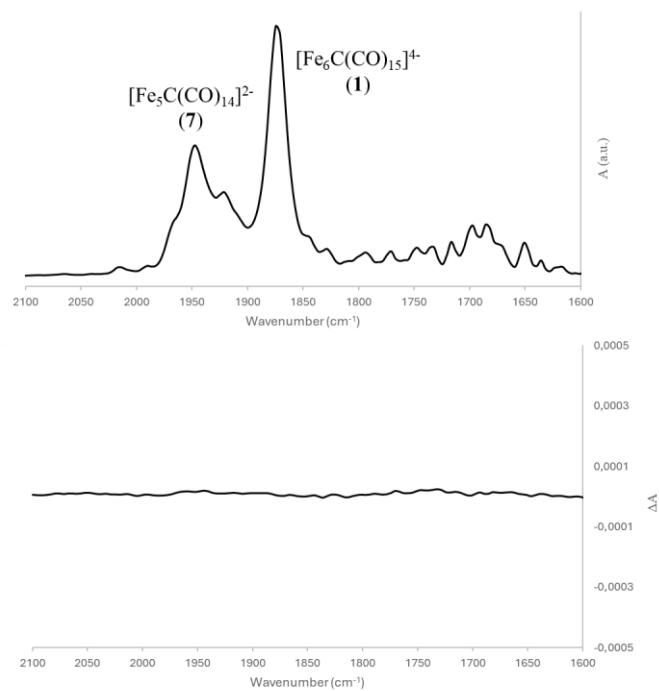 [Fe₆C(CO)₁₅]⁴⁻
(1)
[Fe₅C(CO)₁₄]²⁻
(7)
A (a.u.)
2100 2050 2000 1950 1900 1850 1800 1750 1700 1650 1600
Wavenumber (cm⁻¹)
0,0005
0,0003
0,0001
-0,0001
-0,0003
-0,0005
ΔA
2100 2050 2000 1950 1900 1850 1800 1750 1700 1650 1600
Wavenumber (cm⁻¹)